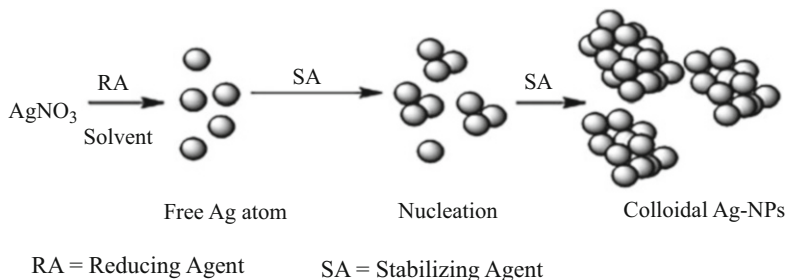 RA
SA
SA
AgNO₃
Solvent
Free Ag atom
Nucleation
Colloidal Ag-NPs
RA = Reducing Agent
SA = Stabilizing Agent